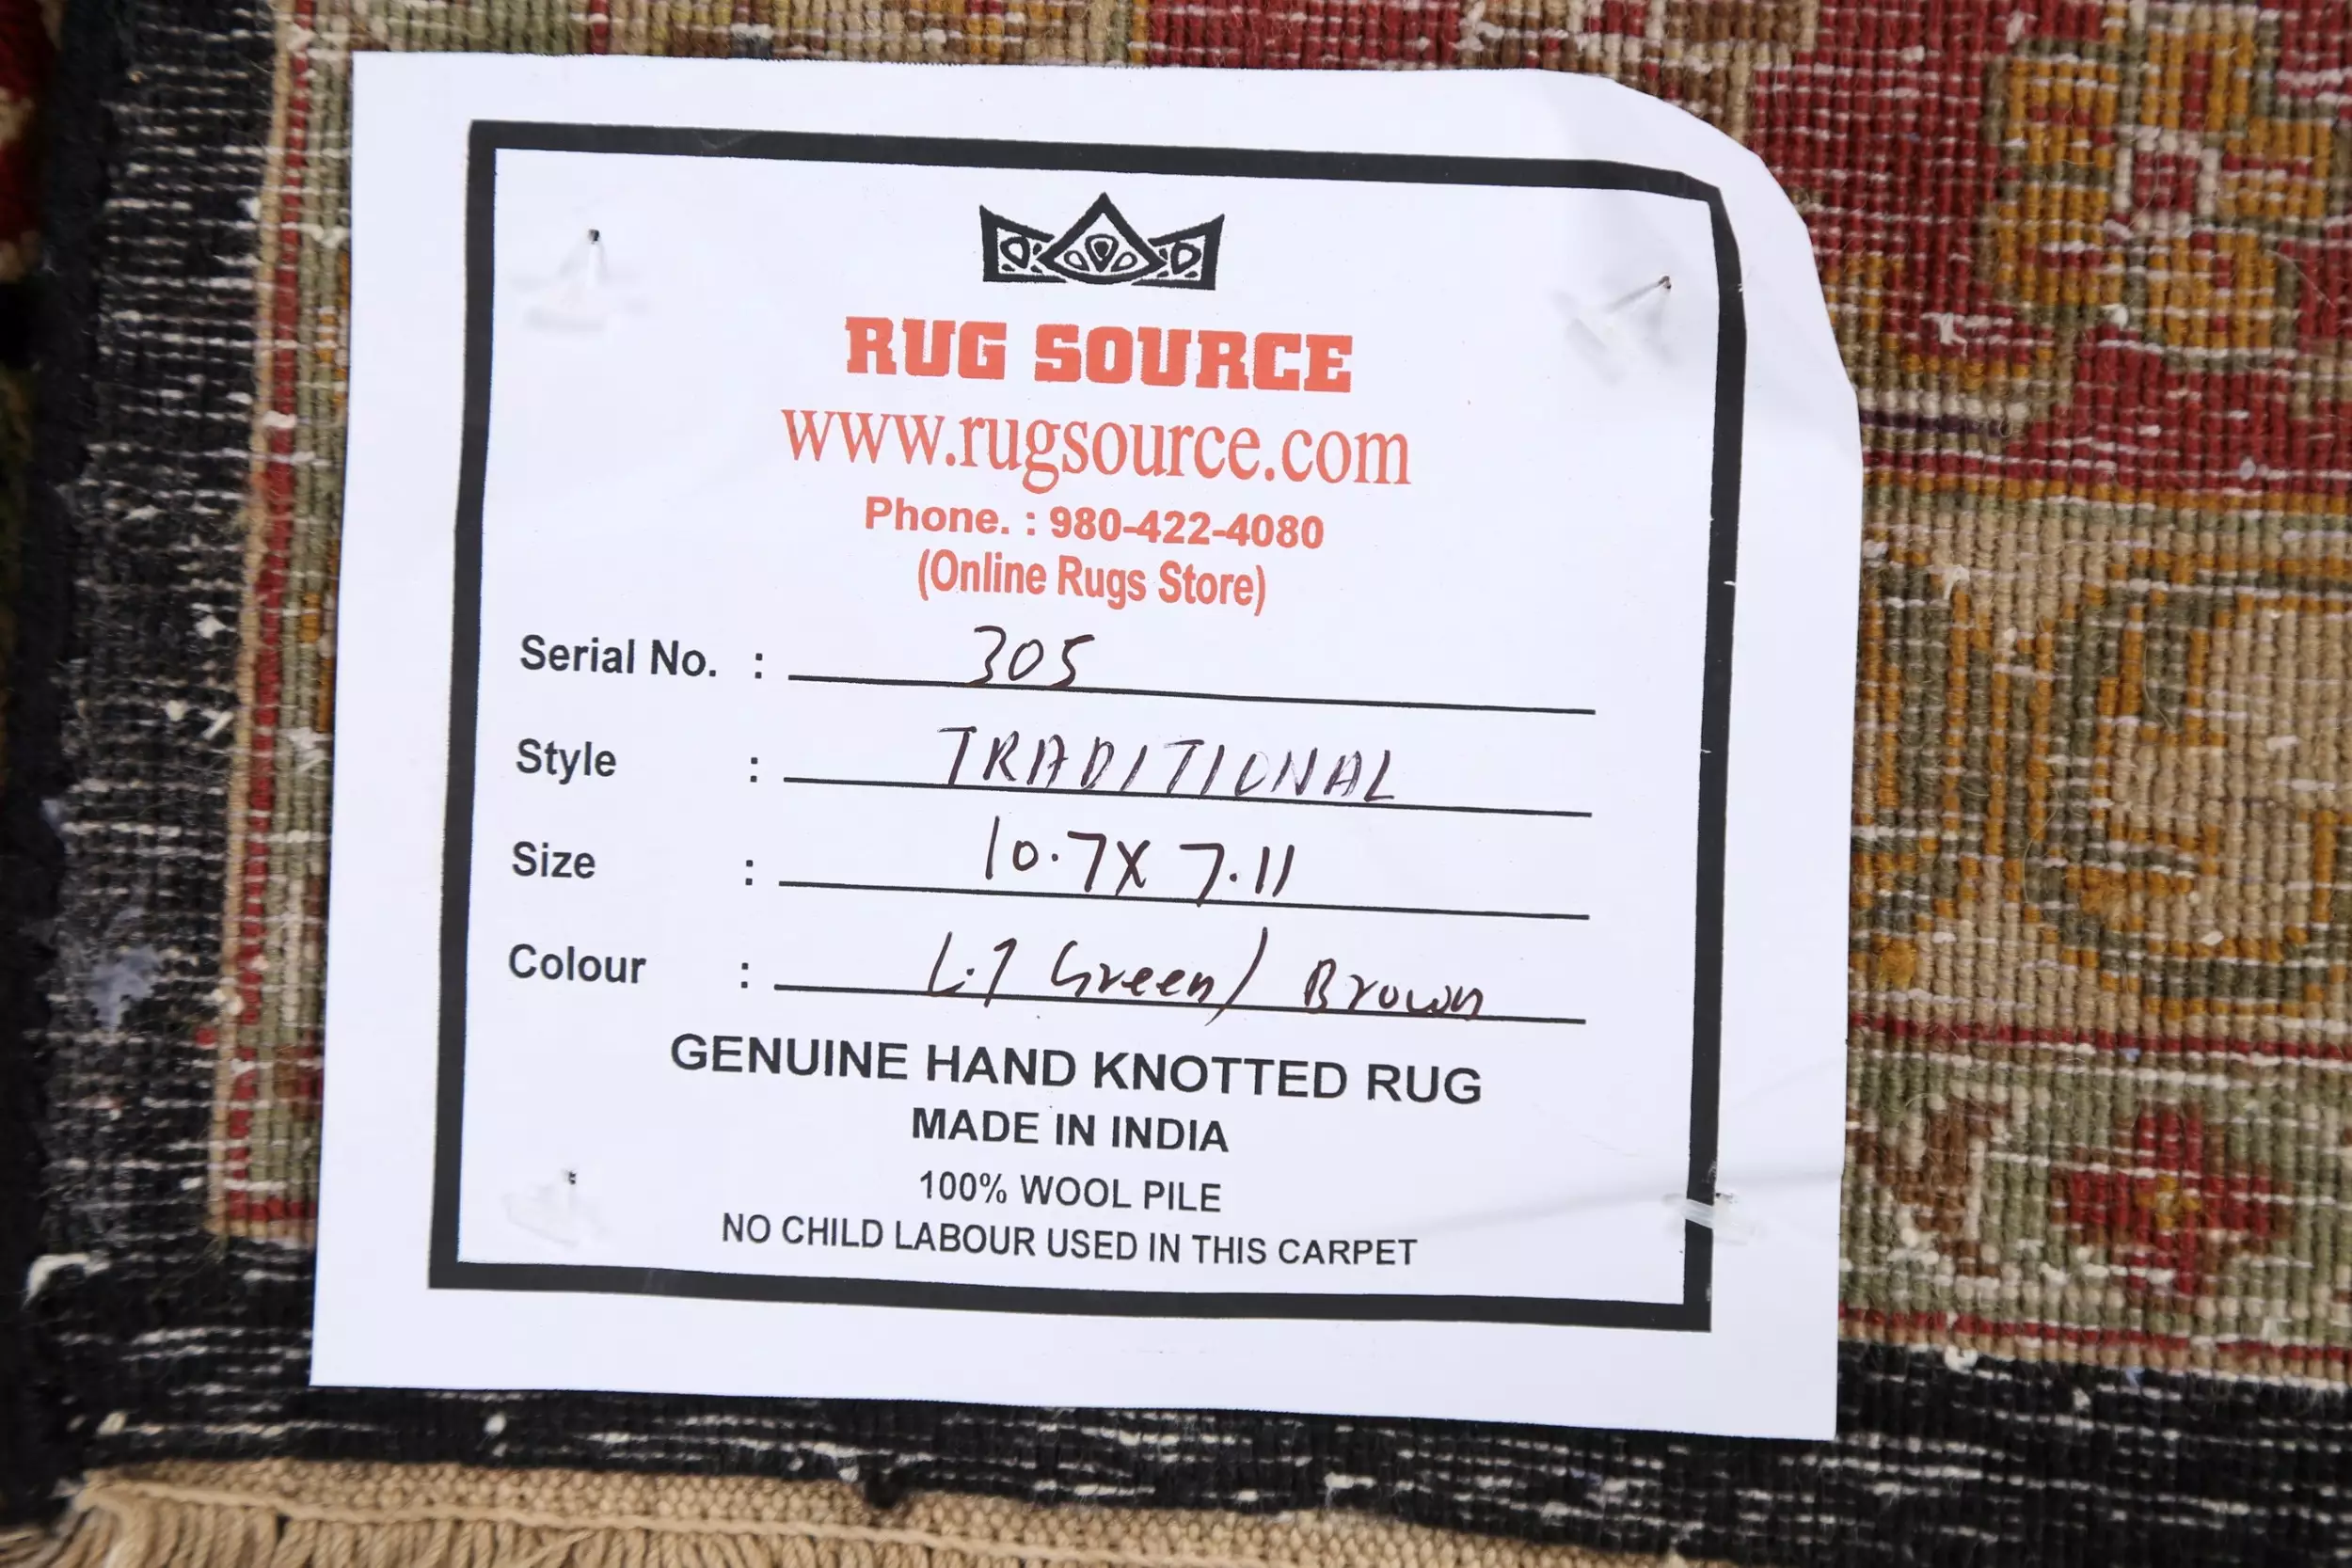 RUG SOURCE
www.rugsource.com
Phone. : 980-422-4080
(Online Rugs Store)
Serial No. : 305
Style : TRADITIONAL
Size : 10.7X 7.11
Colour : L.T Green/ Brown
GENUINE HAND KNOTTED RUG
MADE IN INDIA
100% WOOL PILE
NO CHILD LABOUR USED IN THIS CARPET